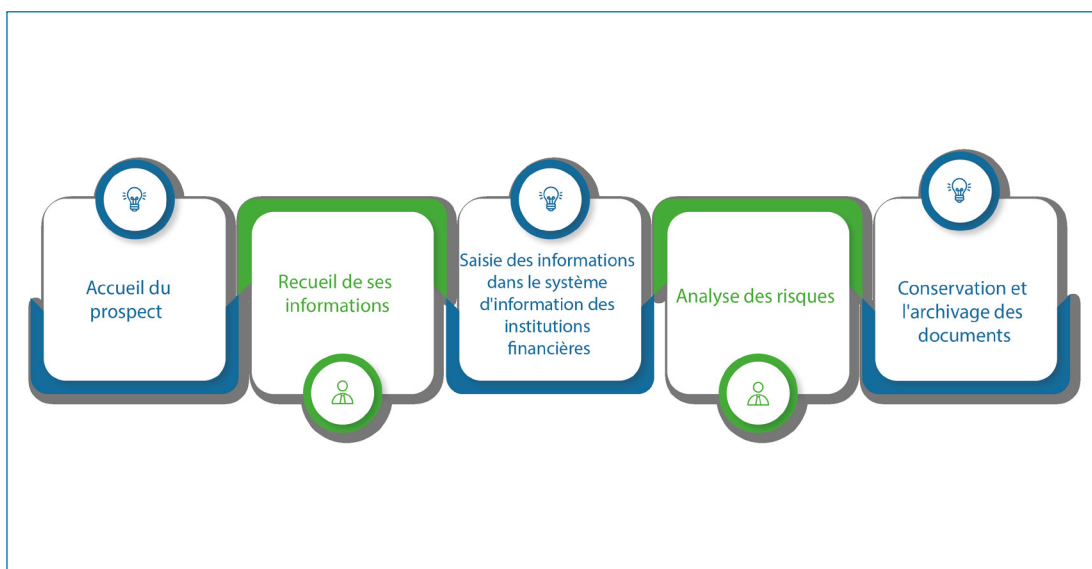 Accueil du
prospect
Recueil de ses
informations
Saisie des informations
dans le système
d'information des
institutions
financières
Analyse des risques
Conservation et
l'archivage des
documents